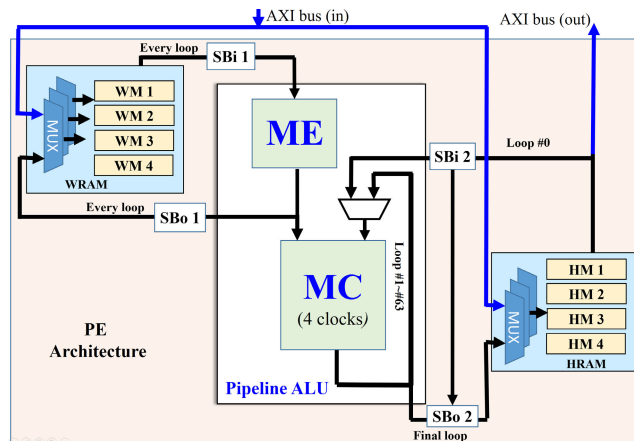 AXI bus (in)
AXI bus (out)
Every loop
SBi 1
WM 1
WM 2
WM 3
WM 4
MUX
WRAM
ME
SBi 2
Loop #0
Every loop
SBo 1
MC
(4 clocks)
Loop #1~#63
HM 1
HM 2
HM 3
HM 4
MUX
HRAM
PE
Architecture
Pipeline ALU
SBo 2
Final loop